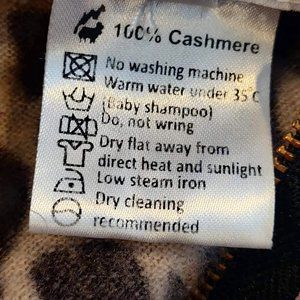 100% Cashmere
No washing machine
Warm water under 35°C
(Baby shampoo)
Do, not wring
Dry flat away from
direct heat and sunlight
Low steam iron
Dry cleaning
recommended